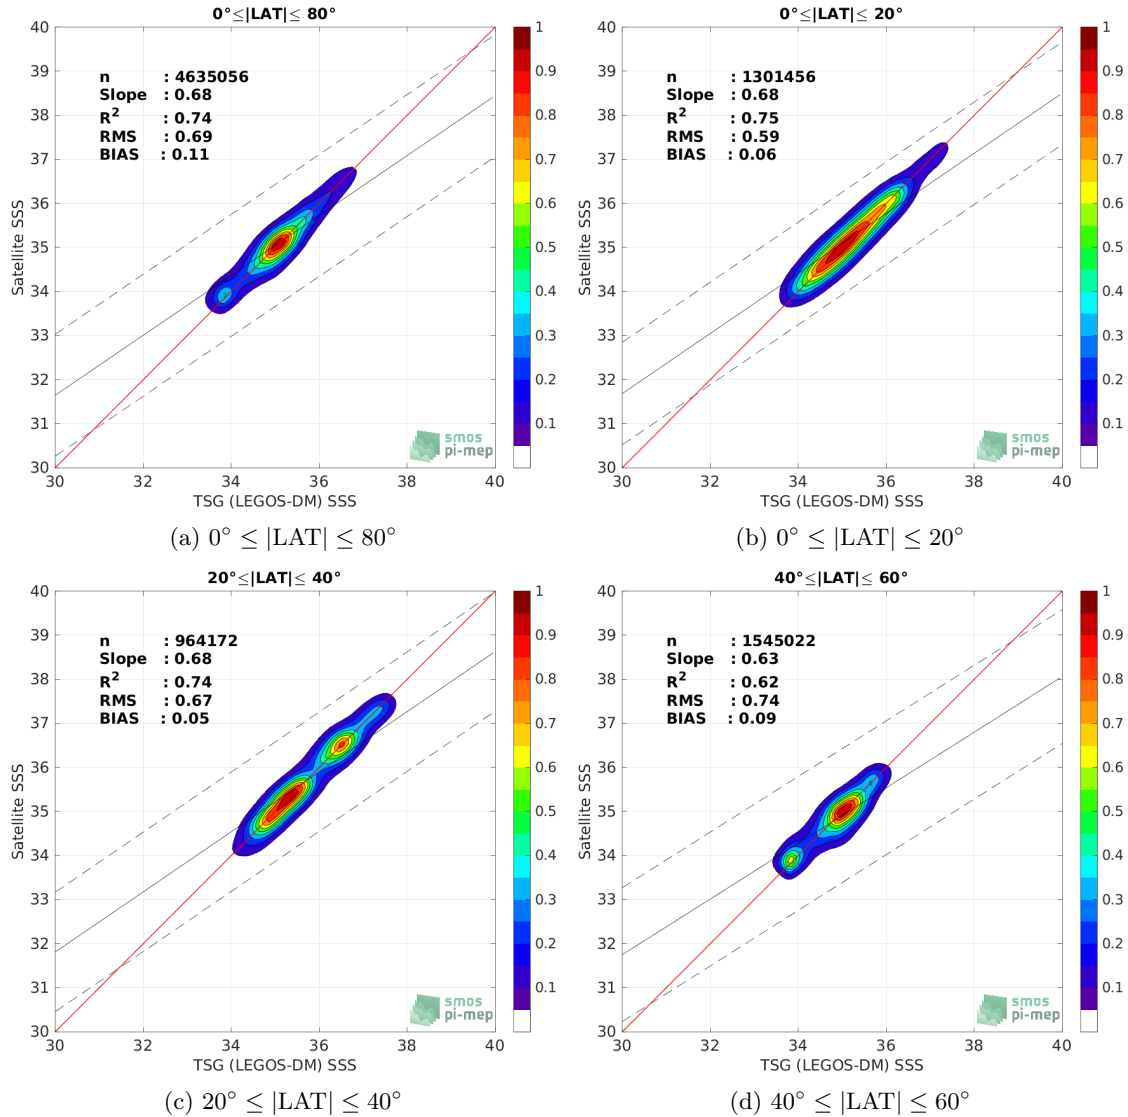 0°≤|LAT|≤ 80°
40
39
38
37
36
35
34
33
32
31
30
Satellite SSS
n : 4635056
Slope : 0.68
R² : 0.74
RMS : 0.69
BIAS : 0.11
smos
pi-mep
30 32 34 36 38 40
TSG (LEGOS-DM) SSS
1
0.9
0.8
0.7
0.6
0.5
0.4
0.3
0.2
0.1
(a) 0° ≤ |LAT| ≤ 80°
0°≤|LAT|≤ 20°
40
39
38
37
36
35
34
33
32
31
30
Satellite SSS
n : 1301456
Slope : 0.68
R² : 0.75
RMS : 0.59
BIAS : 0.06
smos
pi-mep
30 32 34 36 38 40
TSG (LEGOS-DM) SSS
1
0.9
0.8
0.7
0.6
0.5
0.4
0.3
0.2
0.1
(b) 0° ≤ |LAT| ≤ 20°
20°≤|LAT|≤ 40°
40
39
38
37
36
35
34
33
32
31
30
Satellite SSS
n : 964172
Slope : 0.68
R² : 0.74
RMS : 0.67
BIAS : 0.05
smos
pi-mep
30 32 34 36 38 40
TSG (LEGOS-DM) SSS
1
0.9
0.8
0.7
0.6
0.5
0.4
0.3
0.2
0.1
(c) 20° ≤ |LAT| ≤ 40°
40°≤|LAT|≤ 60°
40
39
38
37
36
35
34
33
32
31
30
Satellite SSS
n : 1545022
Slope : 0.63
R² : 0.62
RMS : 0.74
BIAS : 0.09
smos
pi-mep
30 32 34 36 38 40
TSG (LEGOS-DM) SSS
1
0.9
0.8
0.7
0.6
0.5
0.4
0.3
0.2
0.1
(d) 40° ≤ |LAT| ≤ 60°